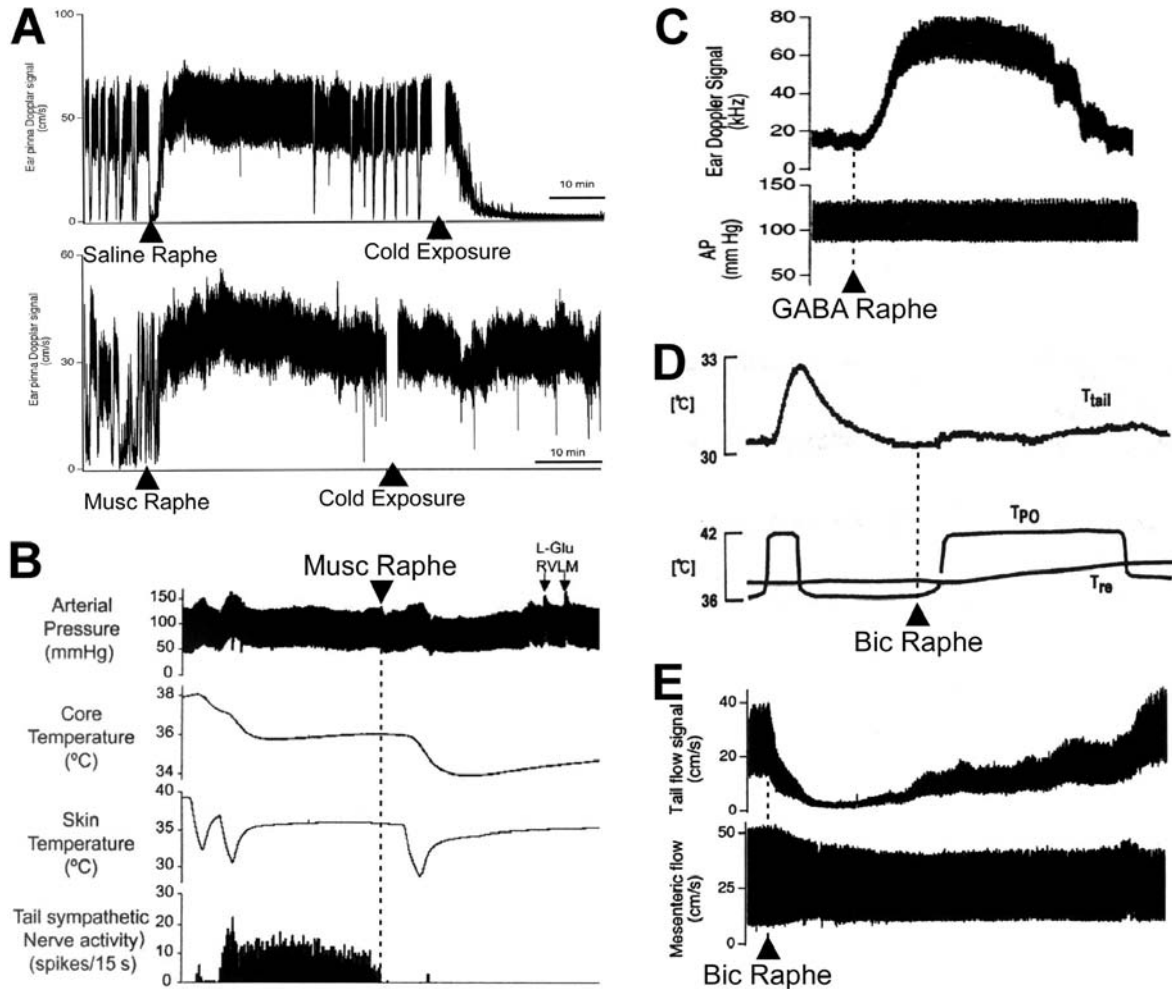 A
100
50
0
Ear pinna Dopplar signal
(cm/s)
10 min
Saline Raphe
Cold Exposure
60
30
0
Ear pinna Dopplar signal
(cm/s)
10 min
Musc Raphe
Cold Exposure
B
Musc Raphe
L-Glu
RVLM
Arterial
Pressure
(mmHg)
150
100
50
0
Core
Temperature
(ºC)
38
36
34
Skin
Temperature
(ºC)
40
35
30
Tail sympathetic
Nerve activity)
(spikes/15 s)
30
20
10
0
C
Ear Doppler Signal
(kHz)
80
60
40
20
0
AP
(mm Hg)
150
100
50
GABA Raphe
D
33
[°C]
30
Ttail
42
[°C]
36
TPO
Tre
Bic Raphe
E
Tail flow signal
(cm/s)
40
20
0
Mesenteric flow
(cm/s)
50
25
0
Bic Raphe